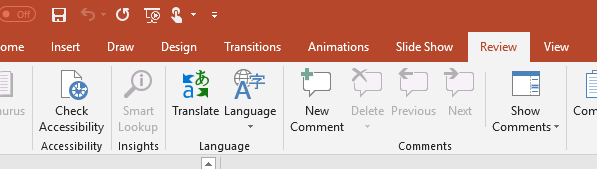 Off
ome Insert Draw Design Transitions Animations Slide Show Review View
aurus Check Accessibility Smart Lookup Translate Language New Comment Delete Previous Next Show Comments Com
Accessibility Insights Language Comments